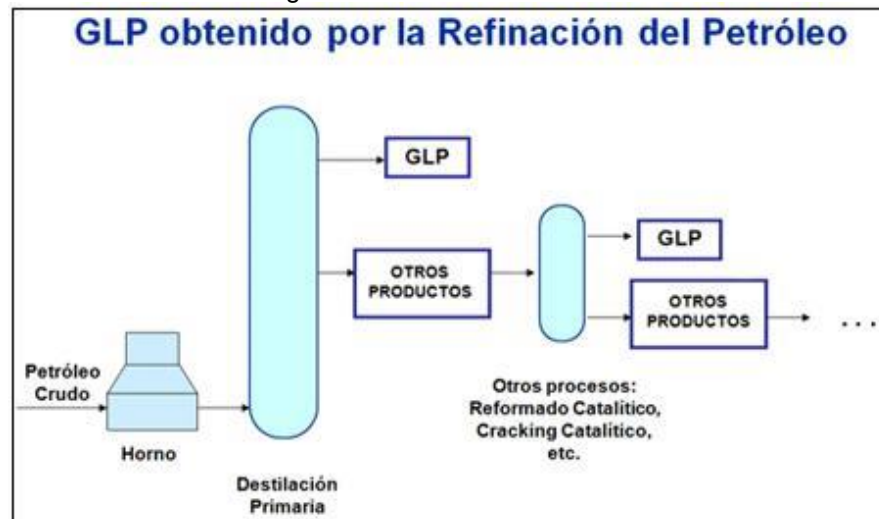 GLP obtenido por la Refinación del Petróleo
GLP
GLP
OTROS
PRODUCTOS
OTROS
PRODUCTOS
...
Petróleo
Crudo
Otros procesos:
Reformado Catalítico,
Cracking Catalítico,
etc.
Horno
Destilación
Primaria